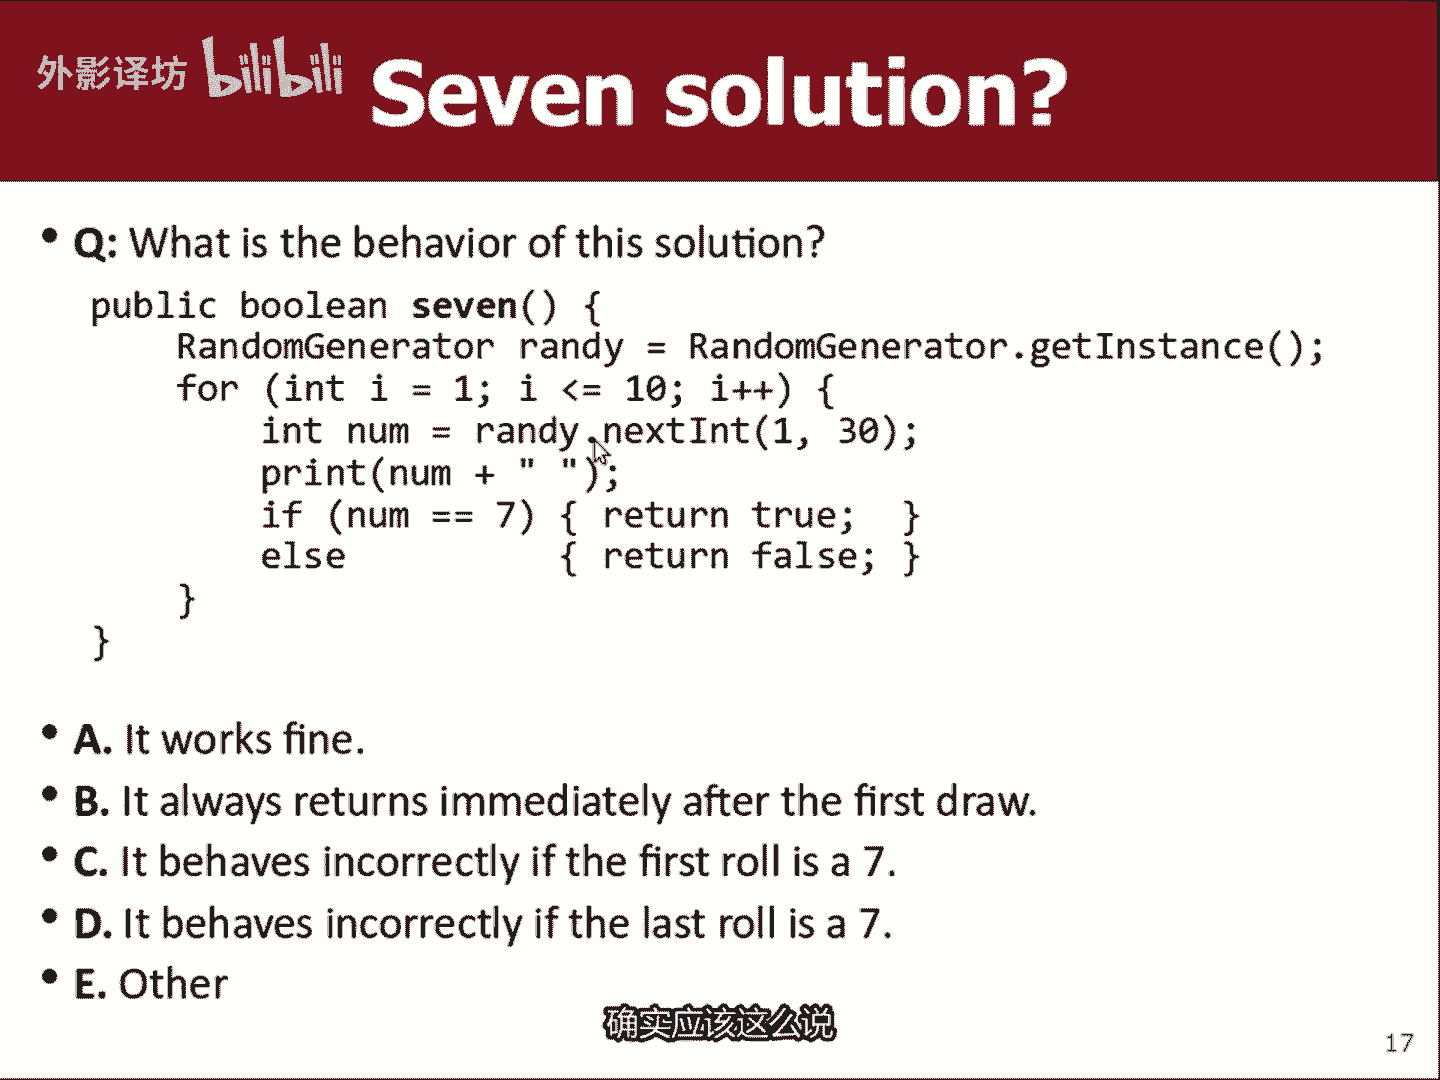 外影译坊 bilibili
Seven solution?
• Q: What is the behavior of this solution?
public boolean seven() {
    RandomGenerator randy = RandomGenerator.getInstance();
    for (int i = 1; i <= 10; i++) {
        int num = randy.nextInt(1, 30);
        print(num + " ");
        if (num == 7) { return true;  }
        else          { return false; }
    }
}
• A. It works fine.
• B. It always returns immediately after the first draw.
• C. It behaves incorrectly if the first roll is a 7.
• D. It behaves incorrectly if the last roll is a 7.
• E. Other
确实应该这么说
17